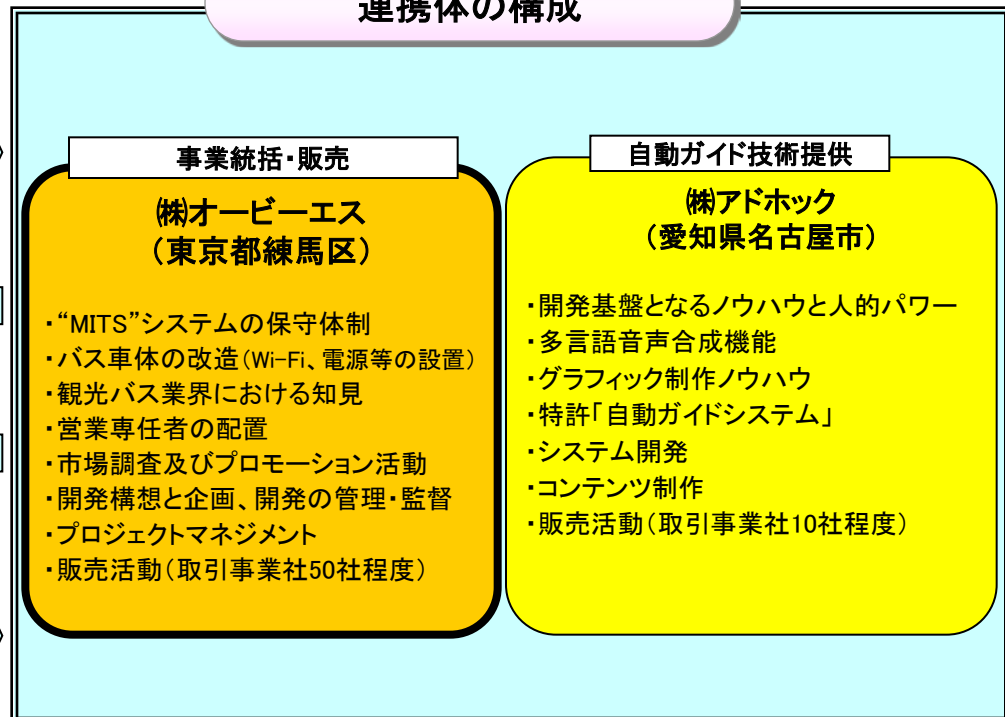 連携体の構成
事業統括・販売
㈱オービーエス
（東京都練馬区）
・“MITS”システムの保守体制
・バス車体の改造（Wi-Fi、電源等の設置）
・観光バス業界における知見
・営業専任者の配置
・市場調査及びプロモーション活動
・開発構想と企画、開発の管理・監督
・プロジェクトマネジメント
・販売活動（取引事業社50社程度）
自動ガイド技術提供
㈱アドホック
（愛知県名古屋市）
・開発基盤となるノウハウと人的パワー
・多言語音声合成機能
・グラフィック制作ノウハウ
・特許「自動ガイドシステム」
・システム開発
・コンテンツ制作
・販売活動（取引事業社10社程度）